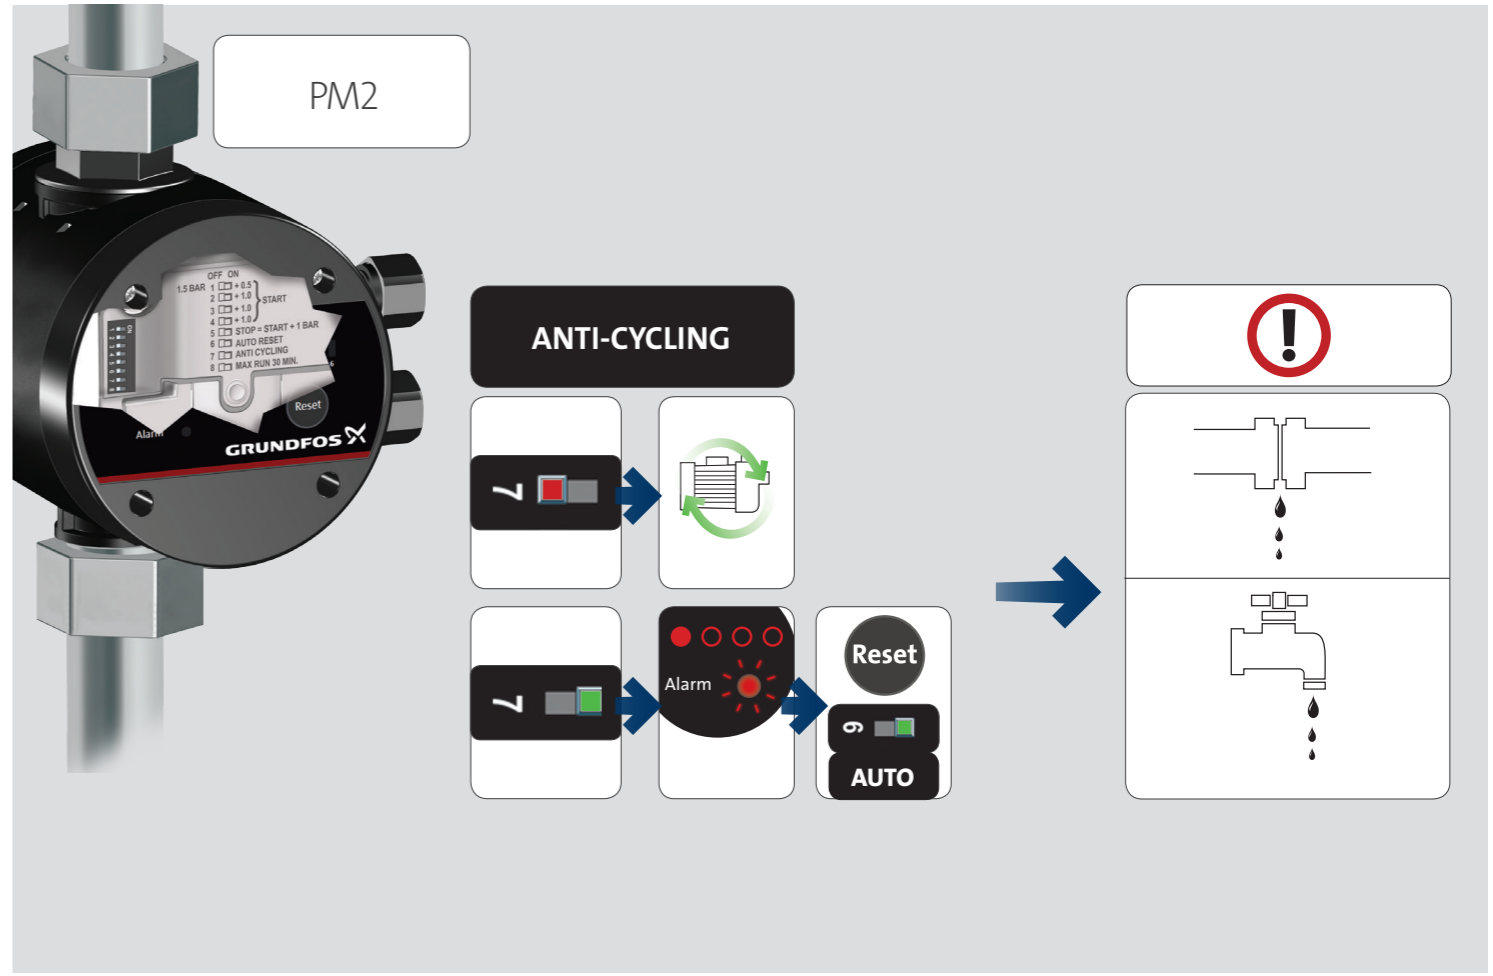 PM2
OFF ON
1.5 BAR 1 + 0.5
2 + 1.0
3 + 1.0
4 + 1.0
START
5 STOP = START + 1 BAR
6 AUTO RESET
7 ANTI CYCLING
8 MAX RUN 30 MIN.
ON
6
Reset
Alarm
GRUNDFOS
ANTI-CYCLING
7
7
Alarm
Reset
6
AUTO